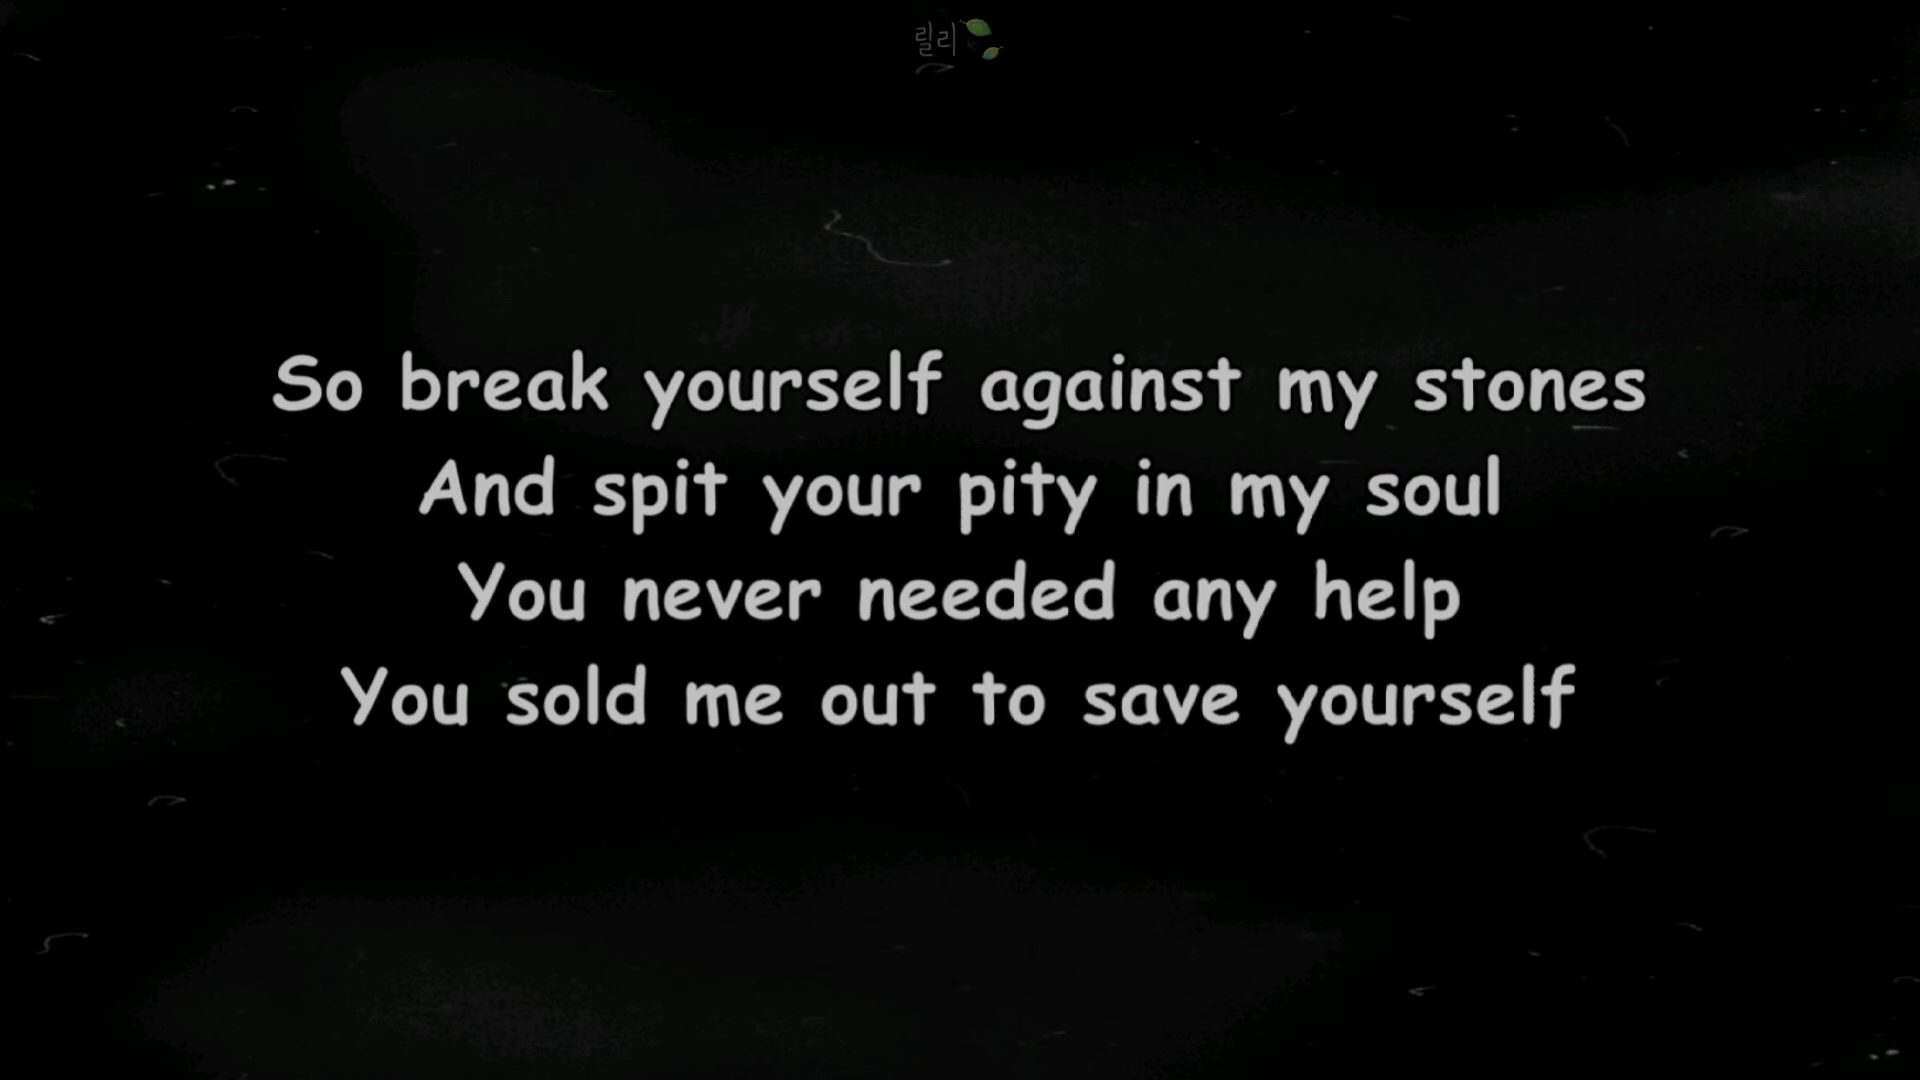 릴리
So break yourself against my stones
And spit your pity in my soul
You never needed any help
You sold me out to save yourself